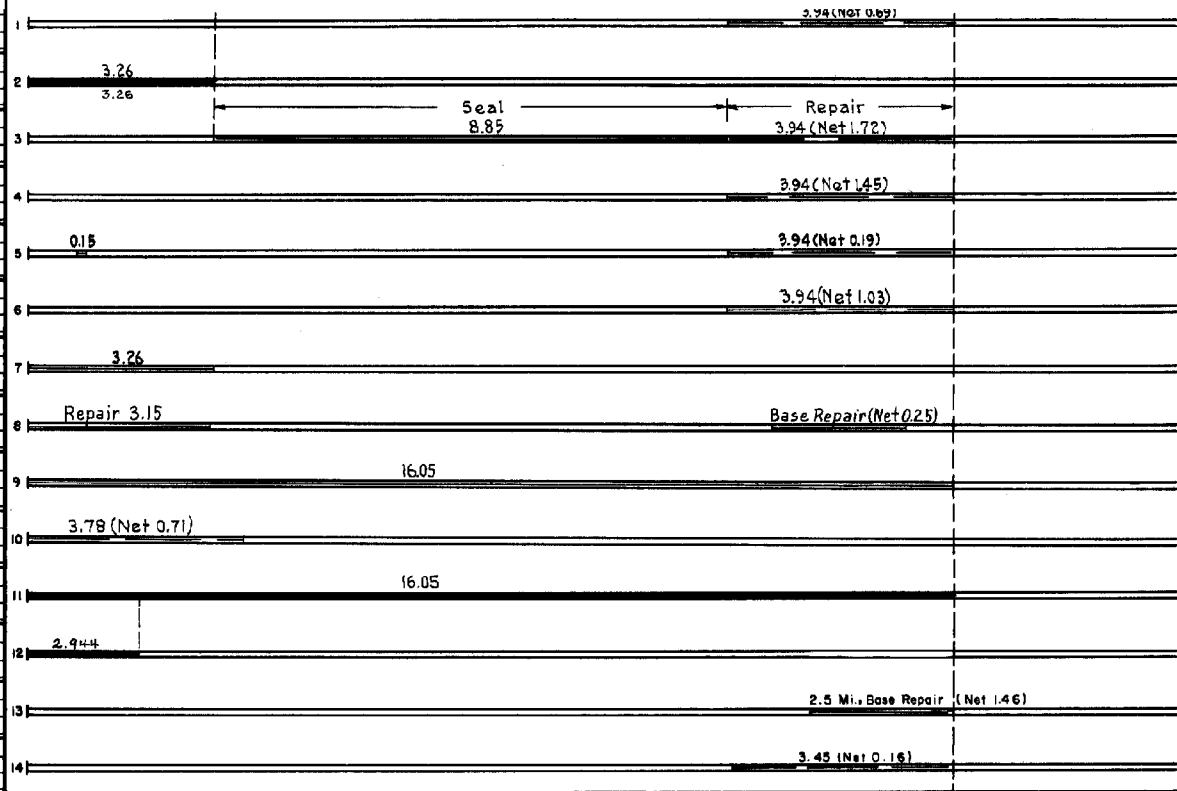 3.94 (Net 0.69)
1
3.26
2
3.26
Seal Repair
8.85 3.94 (Net 1.72)
3
3.94 (Net 1.45)
4
0.15 3.94 (Net 0.19)
5
3.94 (Net 1.03)
6
3.26
7
Repair 3.15 Base Repair (Net 0.25)
8
16.05
9
3.78 (Net 0.71)
10
16.05
11
2.944
12
2.5 Mi., Base Repair (Net 1.46)
13
3.45 (Net 0.16)
14